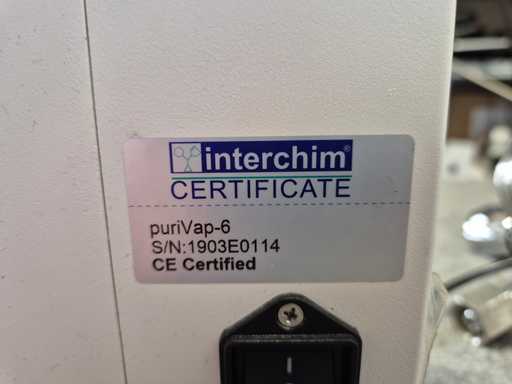 interchim®
CERTIFICATE
puriVap-6
S/N:1903E0114
CE Certified